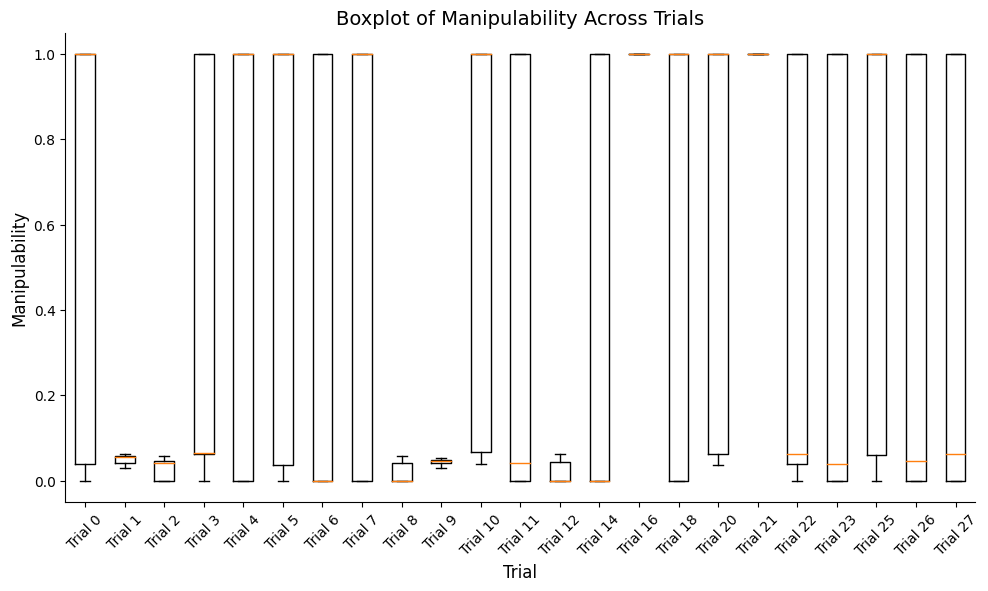 Boxplot of Manipulability Across Trials
Manipulability
1.0
0.8
0.6
0.4
0.2
0.0
Trial 0
Trial 1
Trial 2
Trial 3
Trial 4
Trial 5
Trial 6
Trial 7
Trial 8
Trial 9
Trial 10
Trial 11
Trial 12
Trial 14
Trial 16
Trial 18
Trial 20
Trial 21
Trial 22
Trial 23
Trial 25
Trial 26
Trial 27
Trial